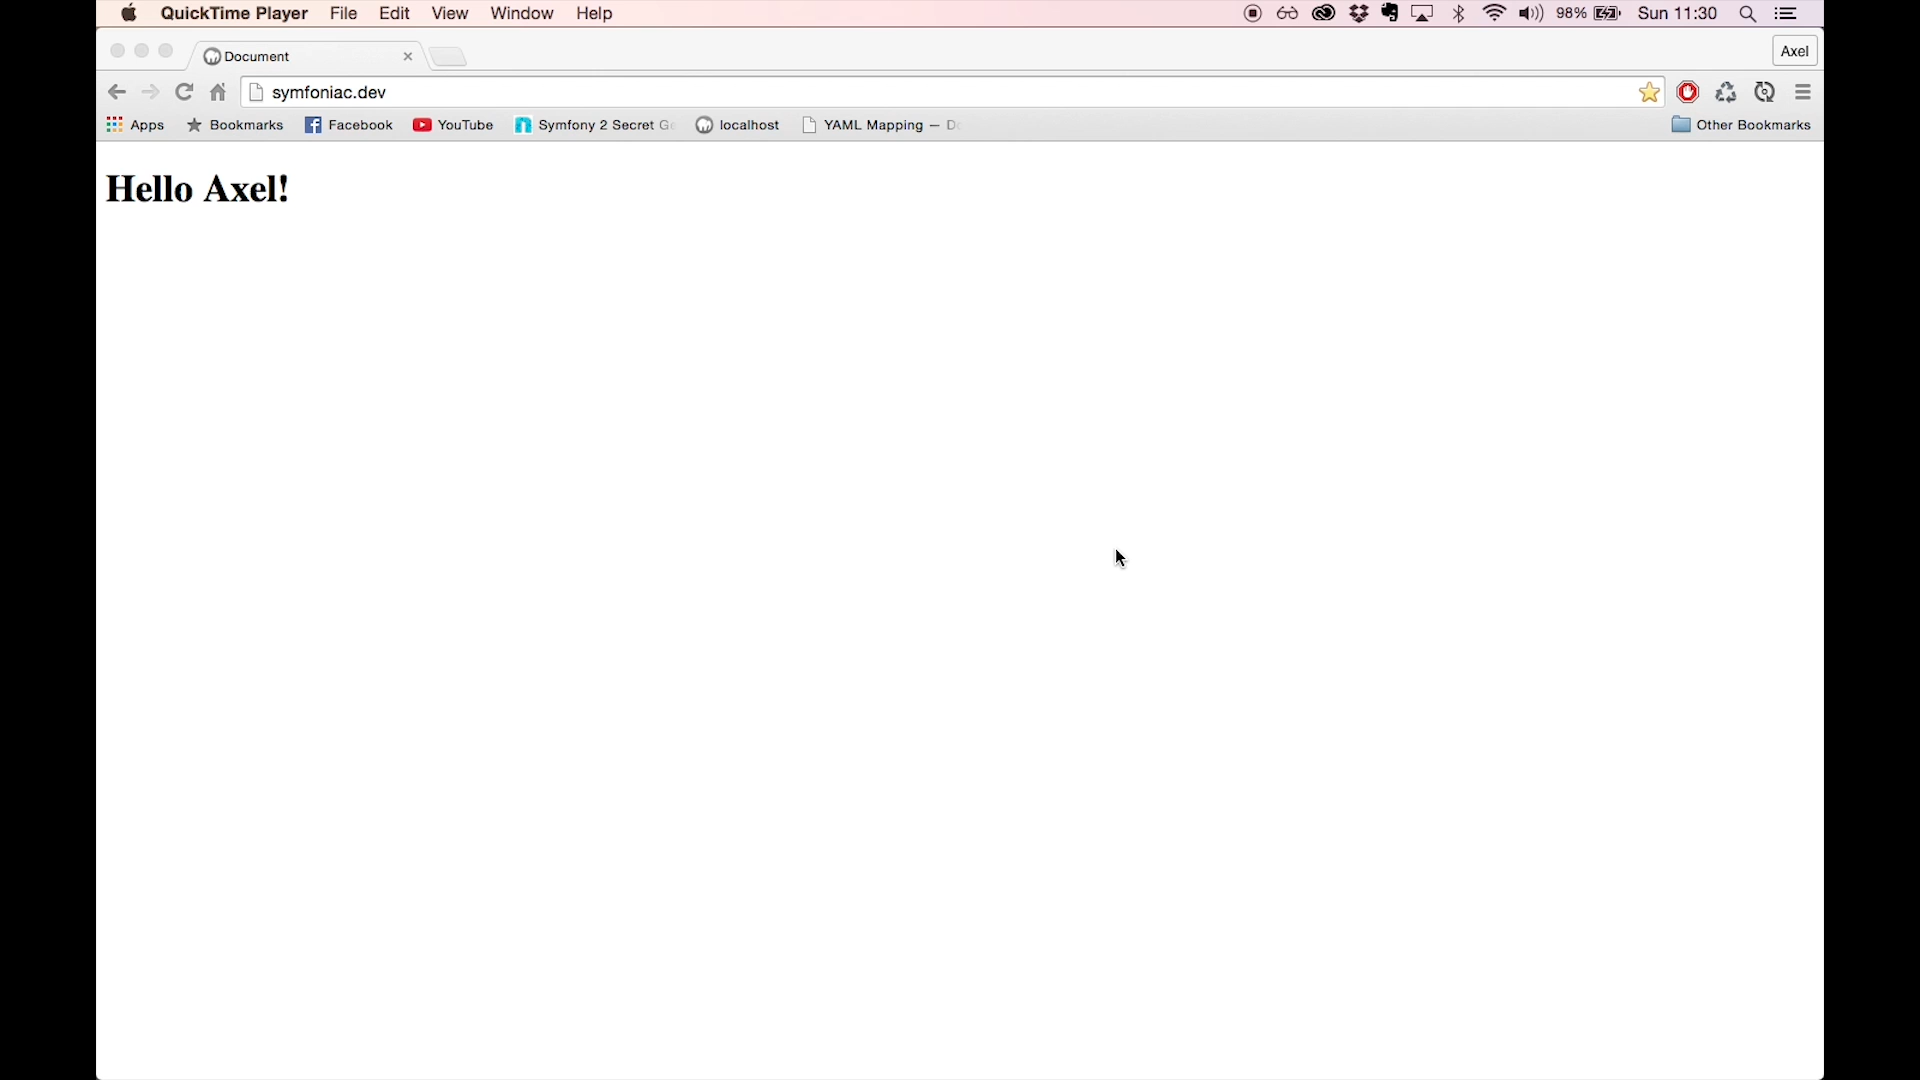 QuickTime Player File Edit View Window Help 98% Sun 11:30
Document Axel
symfoniac.dev
Apps Bookmarks Facebook YouTube Symfony 2 Secret localhost YAML Mapping — Other Bookmarks
Hello Axel!